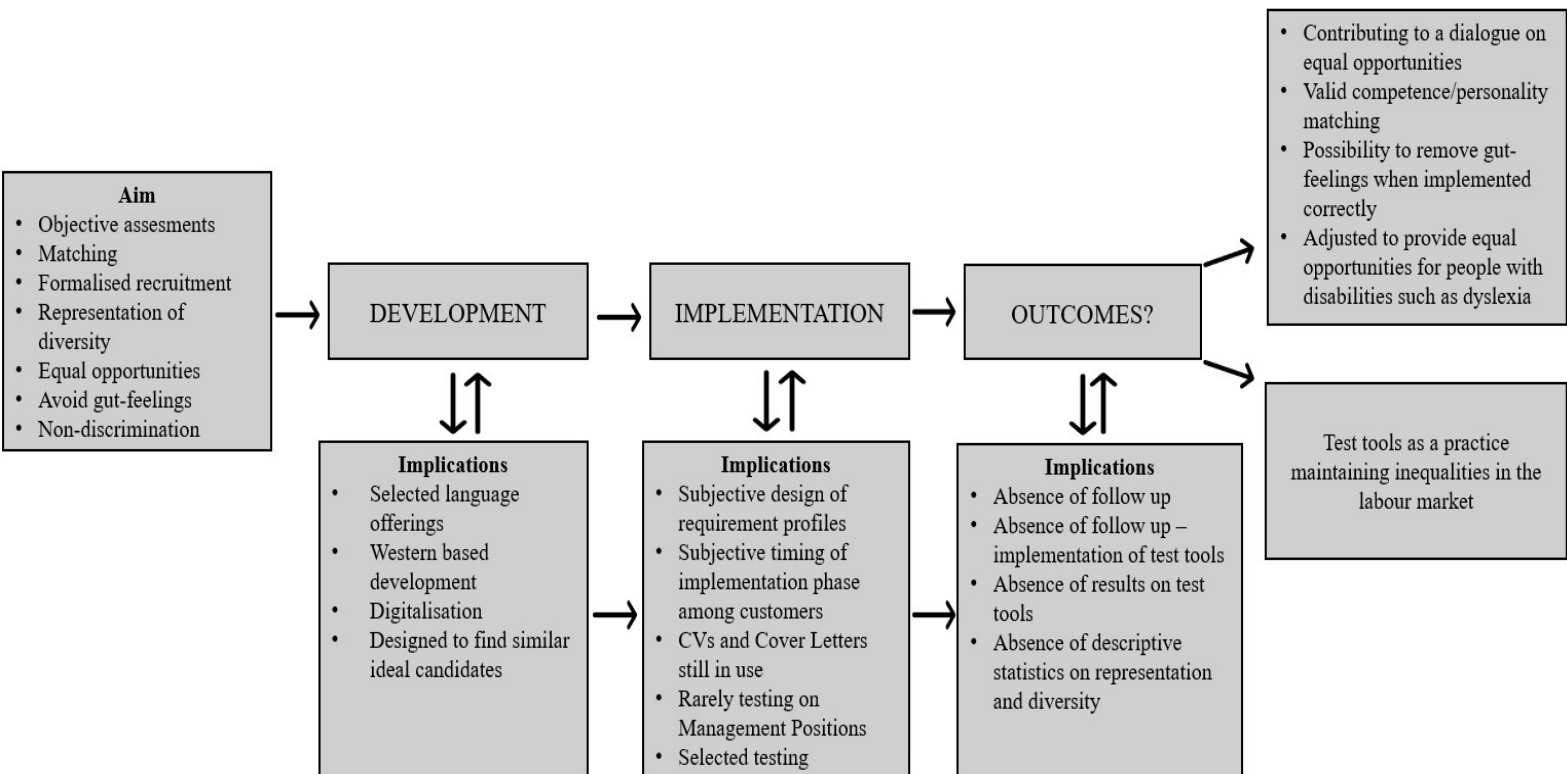 Aim
• Objective assesments
• Matching
• Formalised recruitment
• Representation of
diversity
• Equal opportunities
• Avoid gut-feelings
• Non-discrimination
DEVELOPMENT
IMPLEMENTATION
OUTCOMES?
• Contributing to a dialogue on
equal opportunities
• Valid competence/personality
matching
• Possibility to remove gut-
feelings when implemented
correctly
• Adjusted to provide equal
opportunities for people with
disabilities such as dyslexia
Test tools as a practice
maintaining inequalities in the
labour market
Implications
• Selected language
offerings
• Western based
development
• Digitalisation
• Designed to find similar
ideal candidates
Implications
• Subjective design of
requirement profiles
• Subjective timing of
implementation phase
among customers
• CVs and Cover Letters
still in use
• Rarely testing on
Management Positions
• Selected testing
Implications
• Absence of follow up
• Absence of follow up –
implementation of test tools
• Absence of results on test
tools
• Absence of descriptive
statistics on representation
and diversity